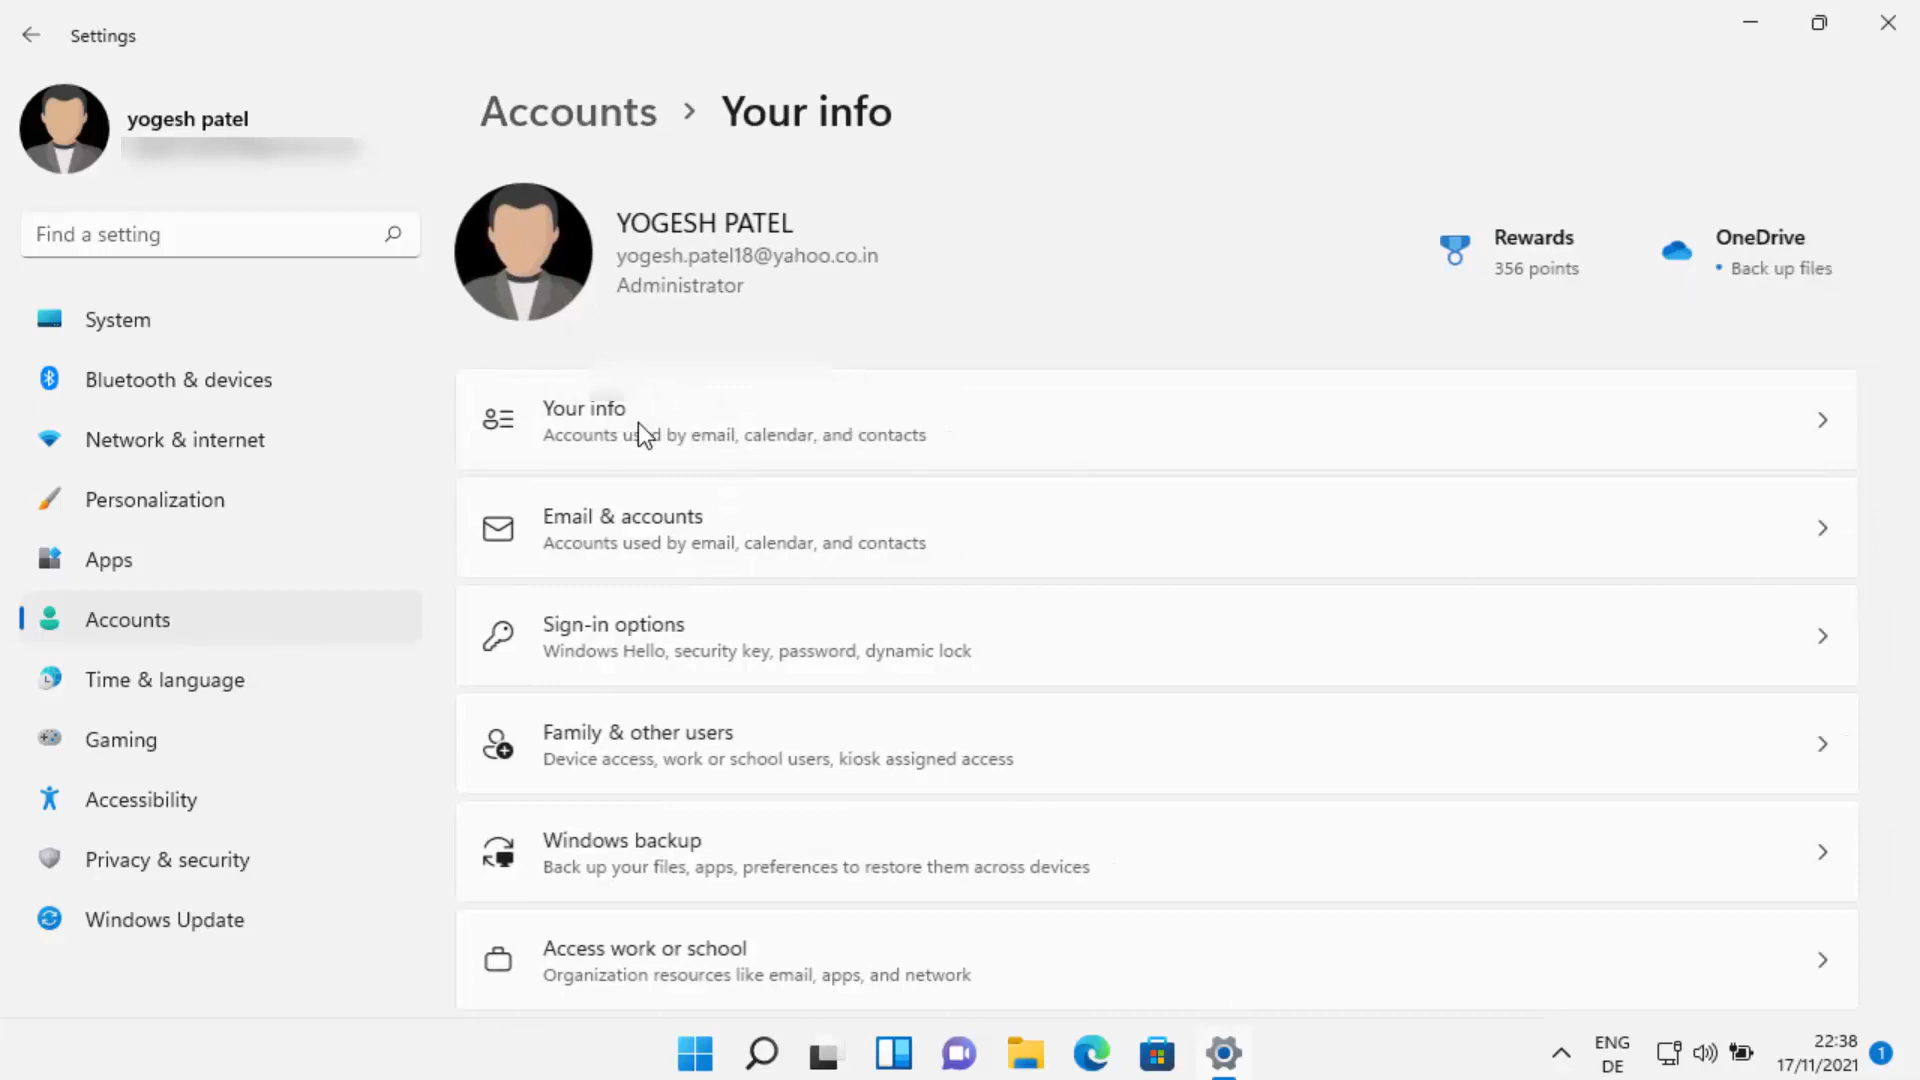 Settings
yogesh patel
Find a setting
System
Bluetooth & devices
Network & internet
Personalization
Apps
Accounts
Time & language
Gaming
Accessibility
Privacy & security
Windows Update
Accounts > Your info
YOGESH PATEL
yogesh.patel18@yahoo.co.in
Administrator
Rewards
356 points
OneDrive
• Back up files
Your info
Accounts used by email, calendar, and contacts
Email & accounts
Accounts used by email, calendar, and contacts
Sign-in options
Windows Hello, security key, password, dynamic lock
Family & other users
Device access, work or school users, kiosk assigned access
Windows backup
Back up your files, apps, preferences to restore them across devices
Access work or school
Organization resources like email, apps, and network
ENG
DE
22:38
17/11/2021
1